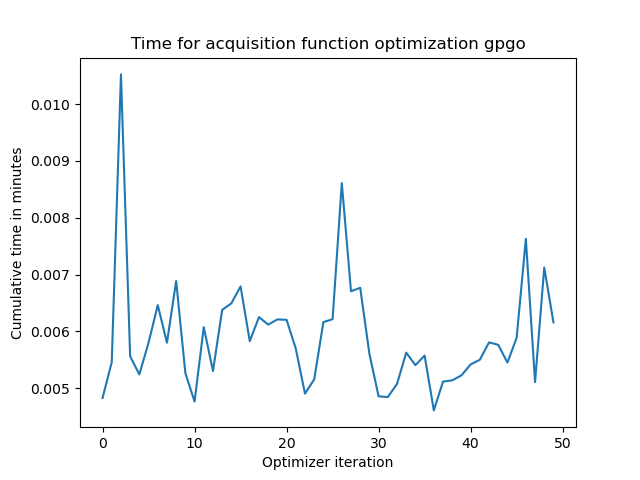 Time for acquisition function optimization gpgo
Cumulative time in minutes
0.010
0.009
0.008
0.007
0.006
0.005
0 10 20 30 40 50
Optimizer iteration